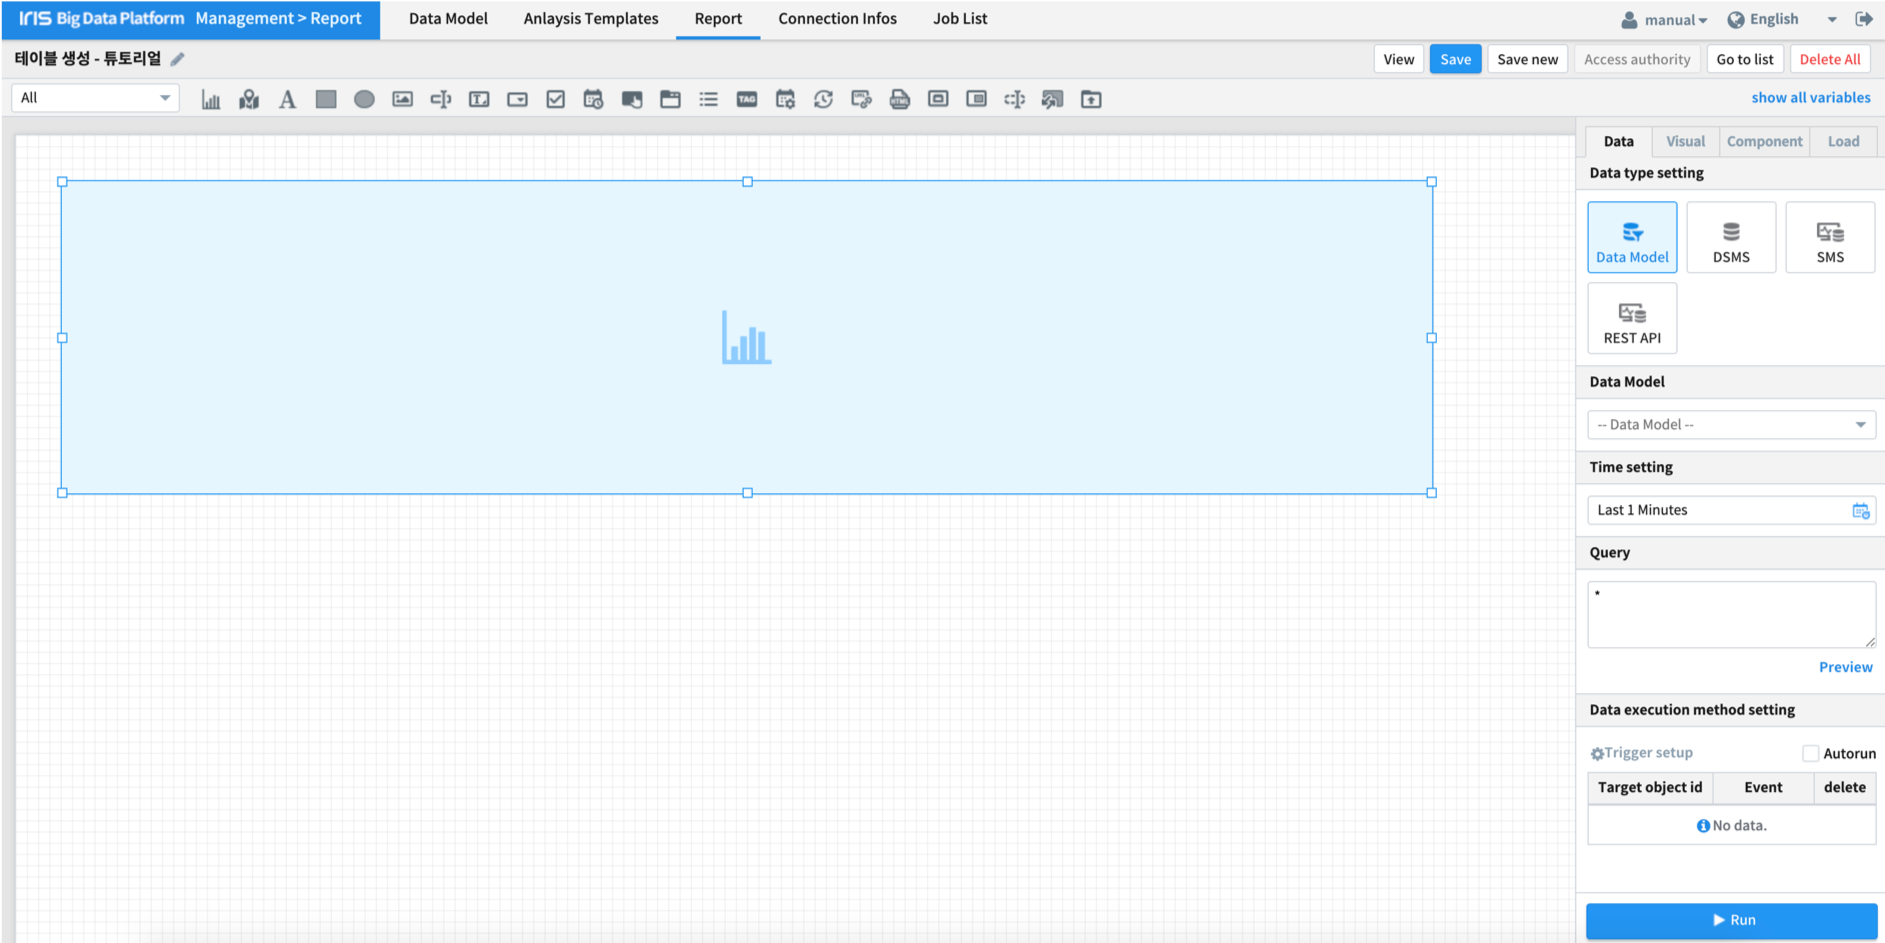 IRIS Big Data Platform Management > Report Data Model Anlaysis Templates Report Connection Infos Job List manual English
테이블 생성 - 튜토리얼 View Save Save new Access authority Go to list Delete All
All A T TAG URL HTML show all variables
Data Visual Component Load
Data type setting
Data Model DSMS SMS
REST API
Data Model
-- Data Model --
Time setting
Last 1 Minutes
Query
*
Preview
Data execution method setting
Trigger setup Autorun
Target object id Event delete
No data.
Run